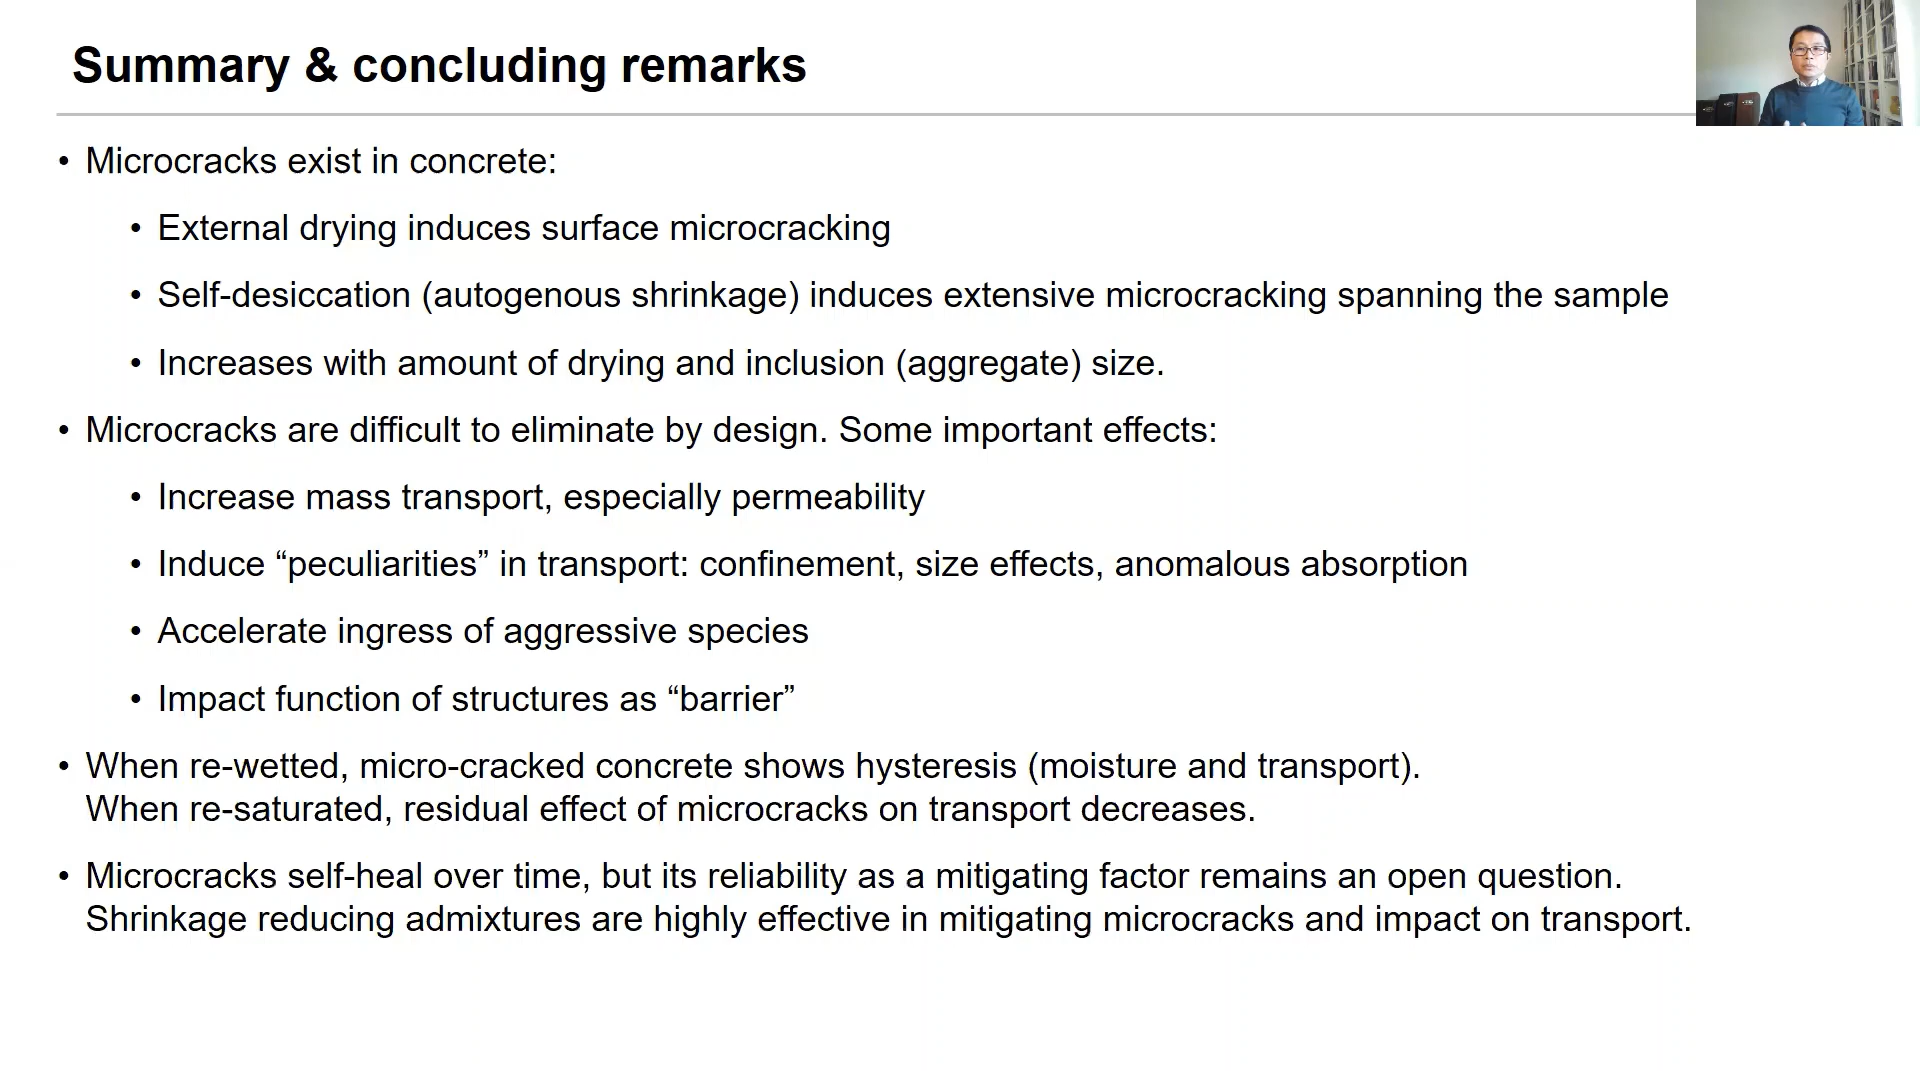 Summary & concluding remarks
• Microcracks exist in concrete:
• External drying induces surface microcracking
• Self-desiccation (autogenous shrinkage) induces extensive microcracking spanning the sample
• Increases with amount of drying and inclusion (aggregate) size.
• Microcracks are difficult to eliminate by design. Some important effects:
• Increase mass transport, especially permeability
• Induce “peculiarities” in transport: confinement, size effects, anomalous absorption
• Accelerate ingress of aggressive species
• Impact function of structures as “barrier”
• When re-wetted, micro-cracked concrete shows hysteresis (moisture and transport).
When re-saturated, residual effect of microcracks on transport decreases.
• Microcracks self-heal over time, but its reliability as a mitigating factor remains an open question.
Shrinkage reducing admixtures are highly effective in mitigating microcracks and impact on transport.